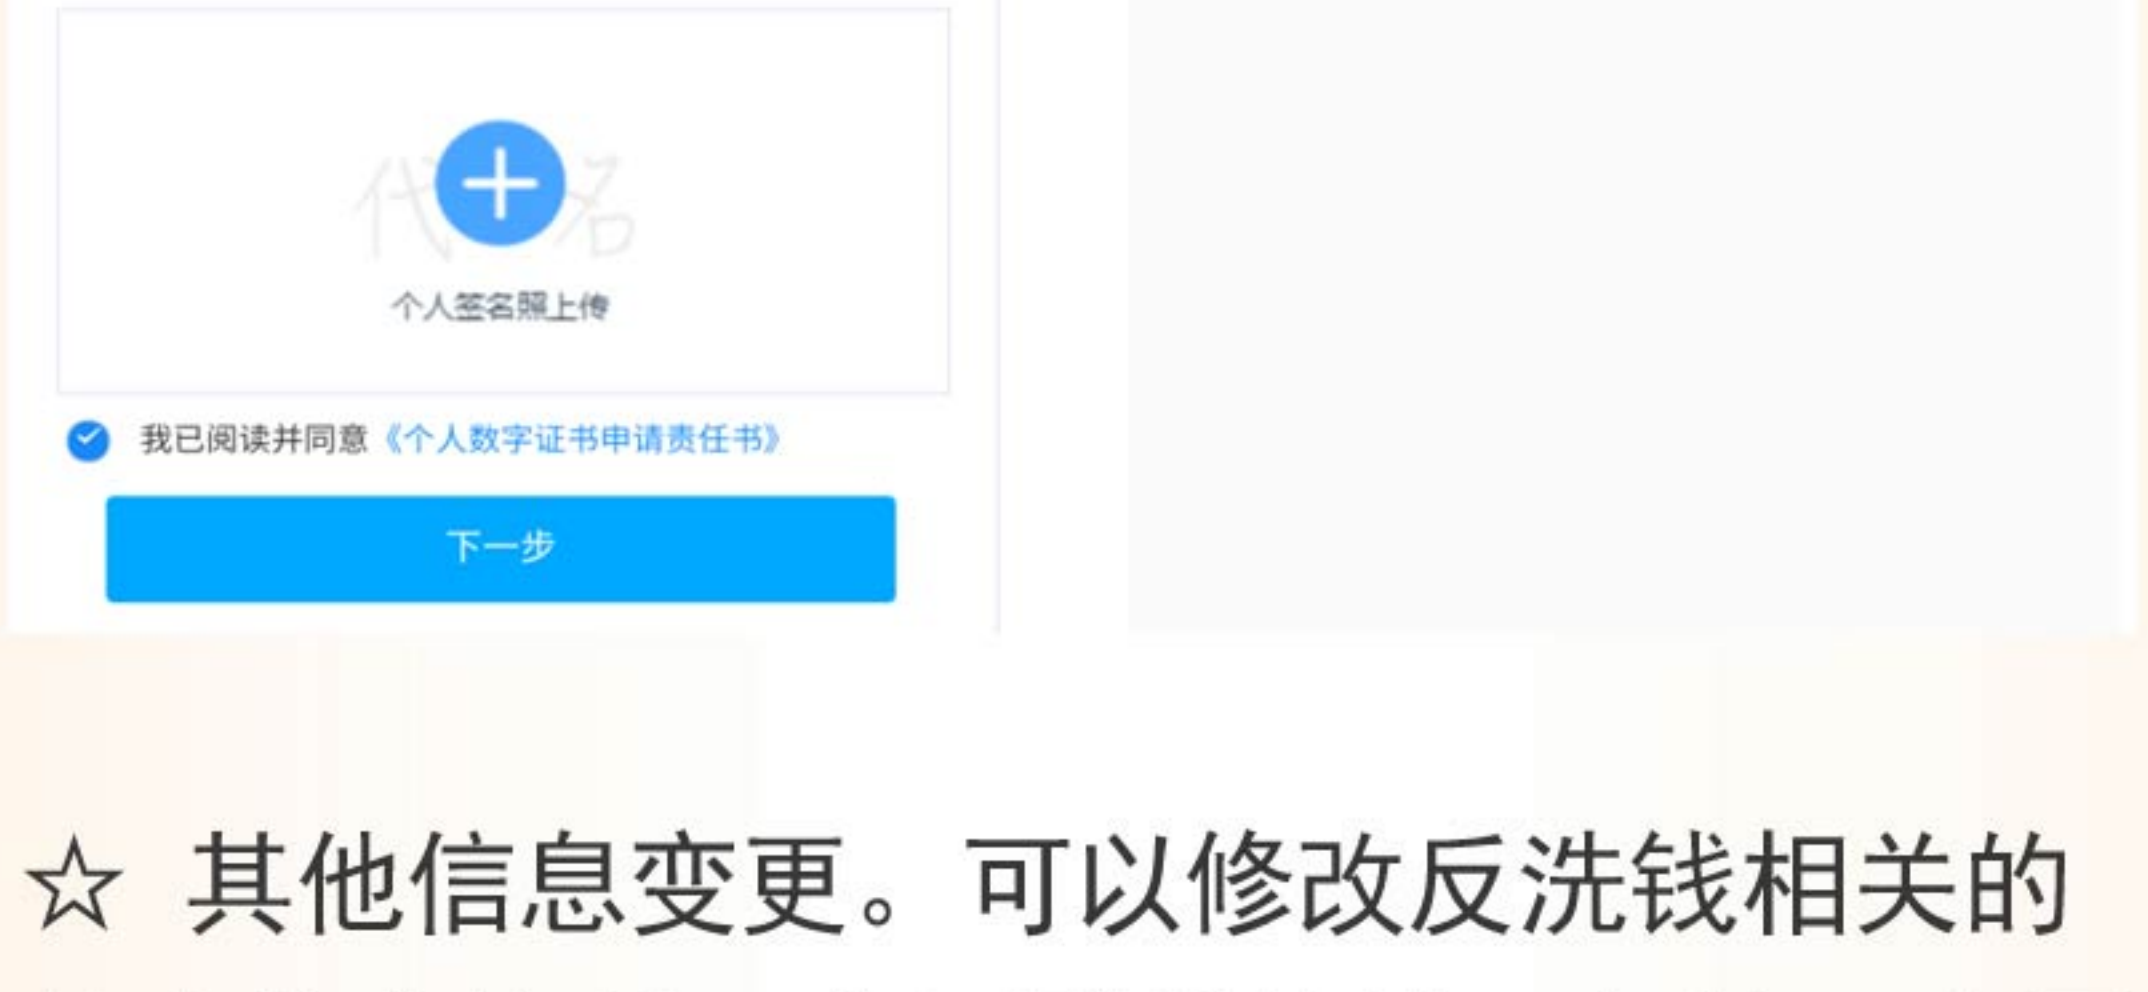 代 名
个人签名照上传
我已阅读并同意《个人数字证书申请责任书》
下一步
☆ 其他信息变更。可以修改反洗钱相关的